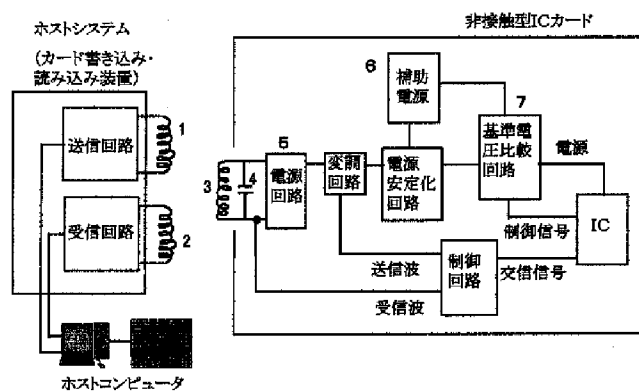 ホストシステム
(カード書き込み・
読み込み装置)
送信回路
1
受信回路
2
ホストコンピュータ
非接触型ICカード
3
4
5
電源
回路
変調
回路
6
補助
電源
電源
安定化
回路
7
基準電
圧比較
回路
電源
制御信号
IC
交信信号
制御
回路
送信波
受信波